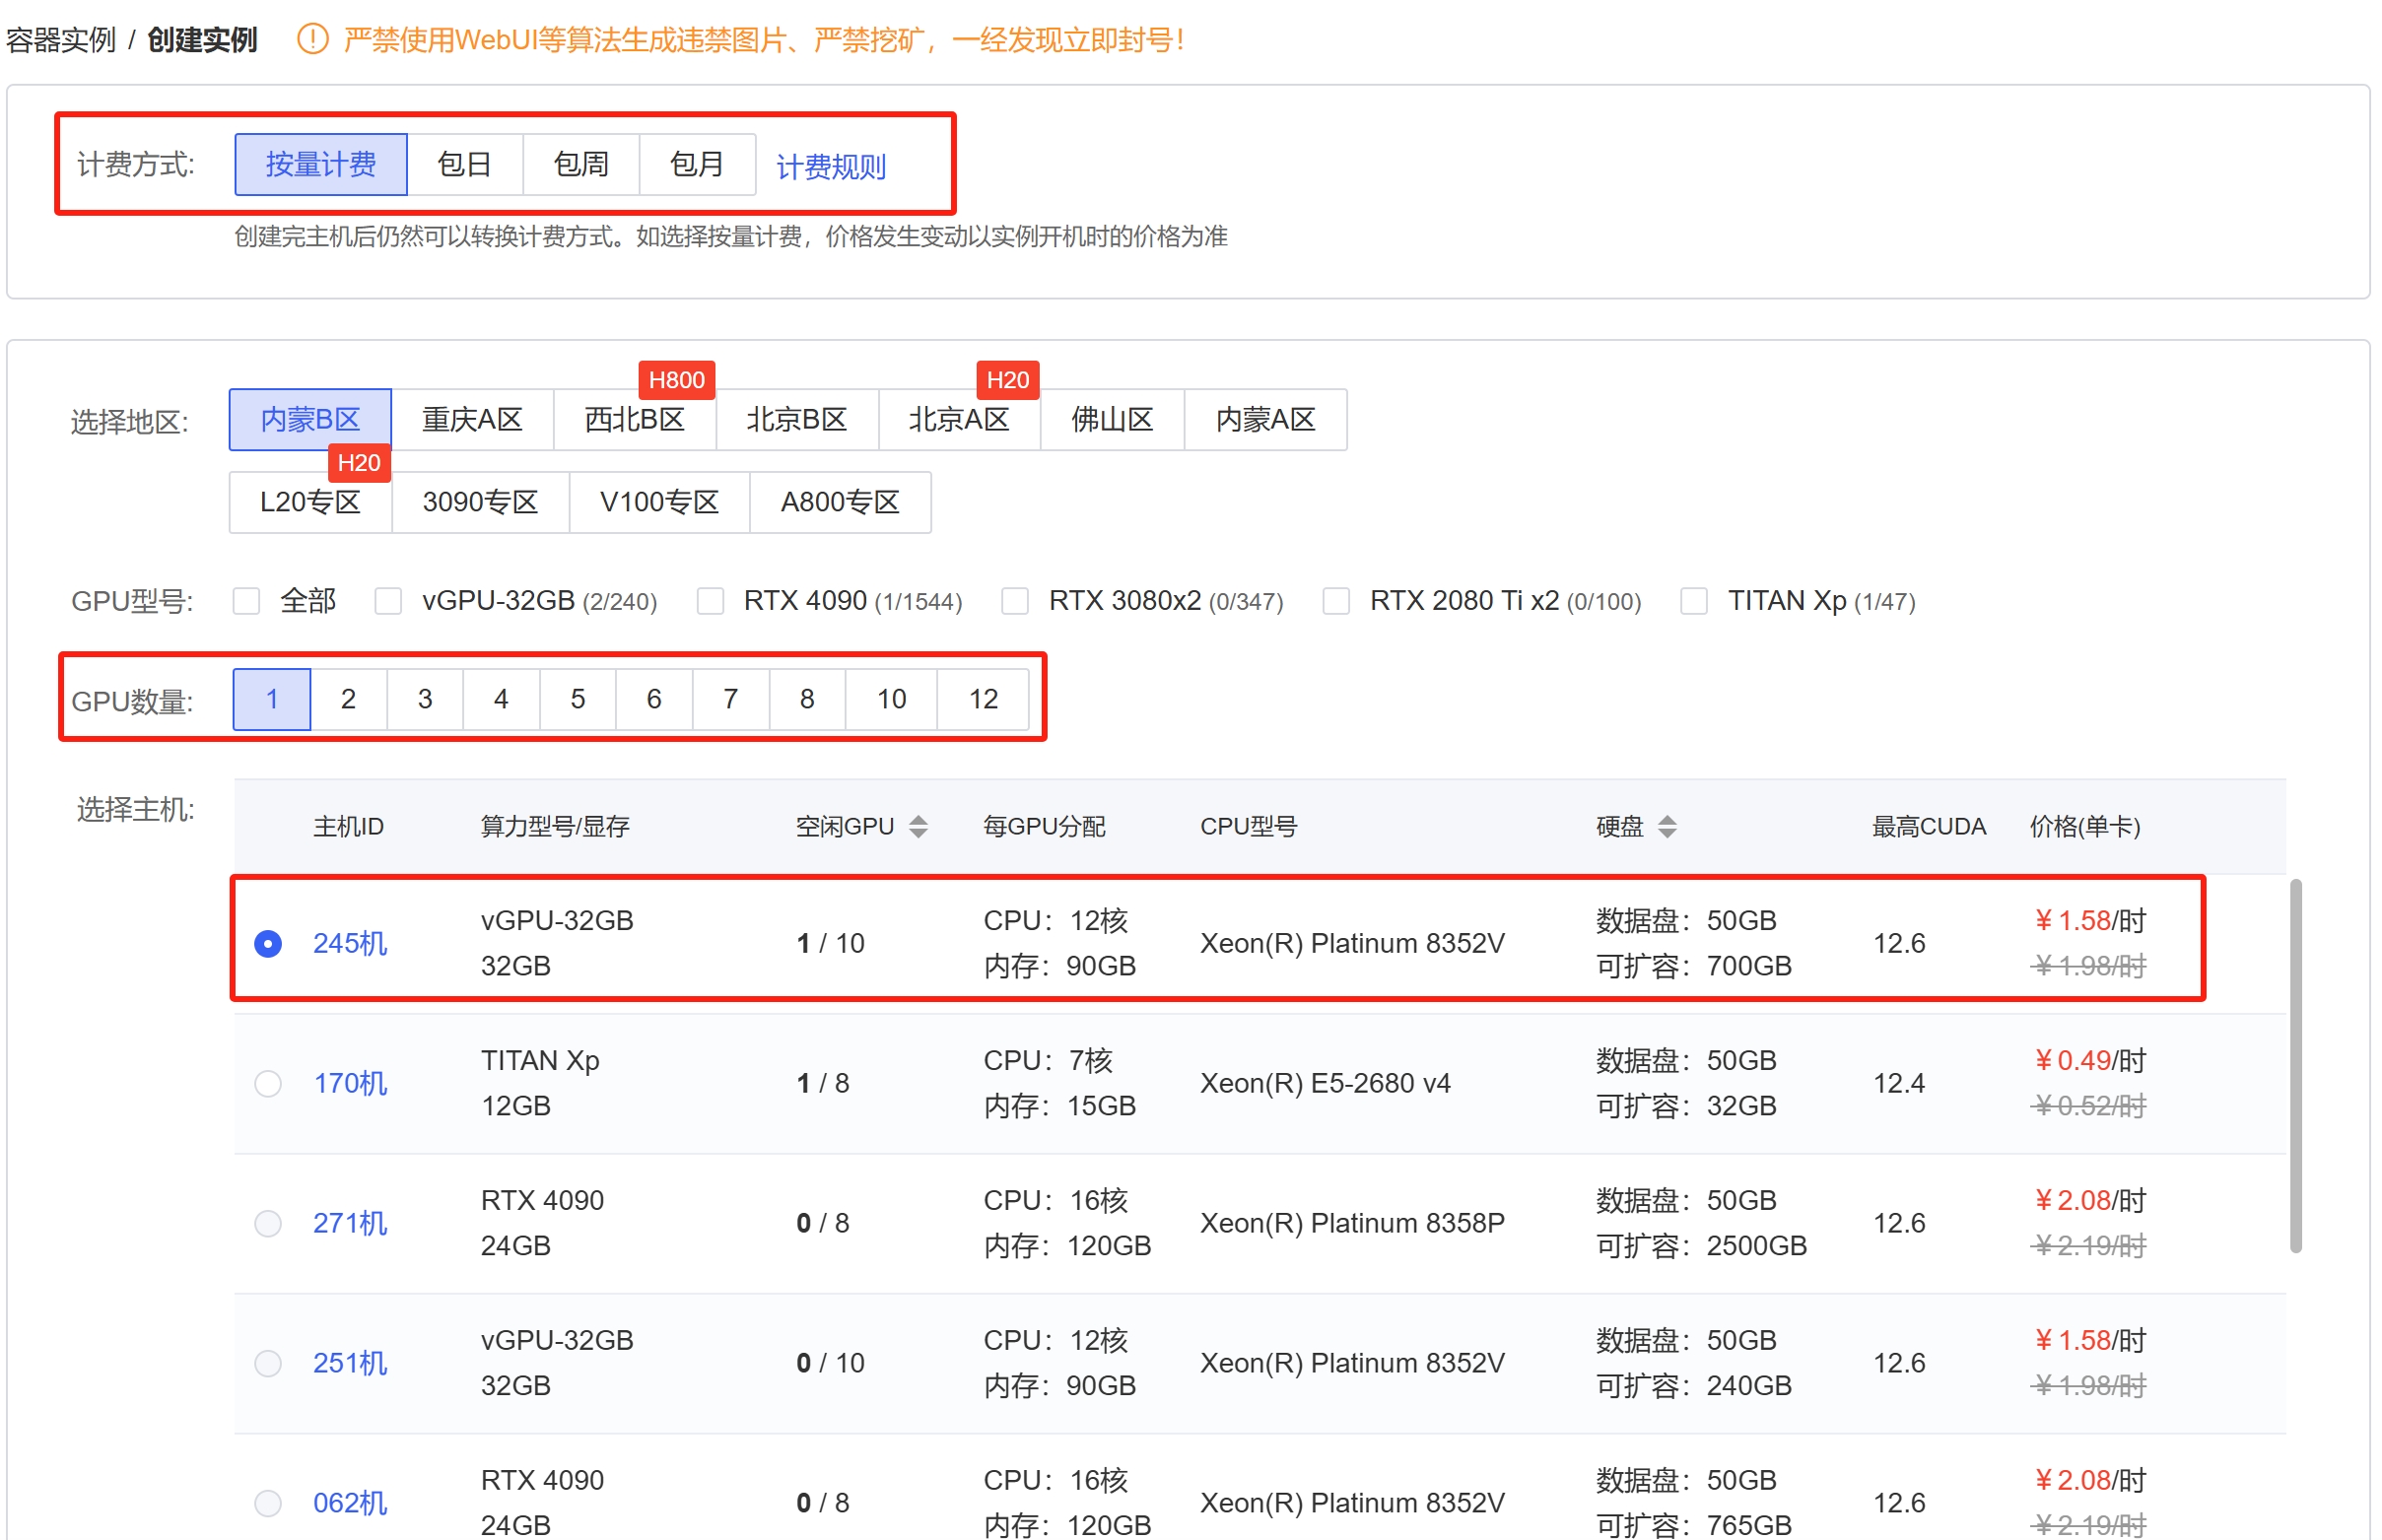 容器实例 / 创建实例 严禁使用WebUI等算法生成违禁图片、严禁挖矿，一经发现立即封号！
计费方式: 按量计费 包日 包周 包月 计费规则
创建完主机后仍然可以转换计费方式。如选择按量计费，价格发生变动以实例开机时的价格为准
H800 H20
选择地区: 内蒙B区 重庆A区 西北B区 北京B区 北京A区 佛山区 内蒙A区
H20
L20专区 3090专区 V100专区 A800专区
GPU型号: 全部 vGPU-32GB (2/240) RTX 4090 (1/1544) RTX 3080x2 (0/347) RTX 2080 Ti x2 (0/100) TITAN Xp (1/47)
GPU数量: 1 2 3 4 5 6 7 8 10 12
选择主机:
主机ID 算力型号/显存 空闲GPU 每GPU分配 CPU型号 硬盘 最高CUDA 价格(单卡)
vGPU-32GB CPU：12核 数据盘：50GB ￥1.58/时
245机 1 / 10 Xeon(R) Platinum 8352V 12.6
32GB 内存：90GB 可扩容：700GB ￥1.98/时
TITAN Xp CPU：7核 数据盘：50GB ￥0.49/时
170机 1 / 8 Xeon(R) E5-2680 v4 12.4
12GB 内存：15GB 可扩容：32GB ￥0.52/时
RTX 4090 CPU：16核 数据盘：50GB ￥2.08/时
271机 0 / 8 Xeon(R) Platinum 8358P 12.6
24GB 内存：120GB 可扩容：2500GB ￥2.19/时
vGPU-32GB CPU：12核 数据盘：50GB ￥1.58/时
251机 0 / 10 Xeon(R) Platinum 8352V 12.6
32GB 内存：90GB 可扩容：240GB ￥1.98/时
RTX 4090 CPU：16核 数据盘：50GB ￥2.08/时
062机 0 / 8 Xeon(R) Platinum 8352V 12.6
24GB 内存：120GB 可扩容：765GB ￥2.19/时